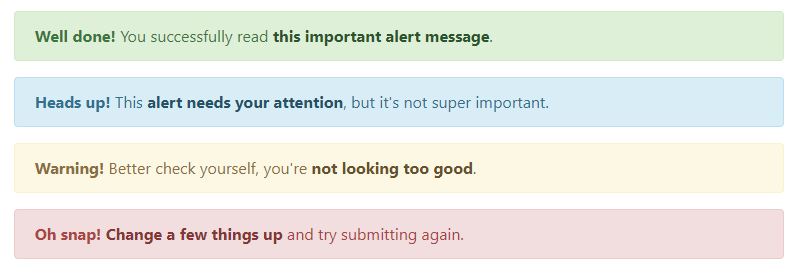 Well done! You successfully read this important alert message.
Heads up! This alert needs your attention, but it's not super important.
Warning! Better check yourself, you're not looking too good.
Oh snap! Change a few things up and try submitting again.